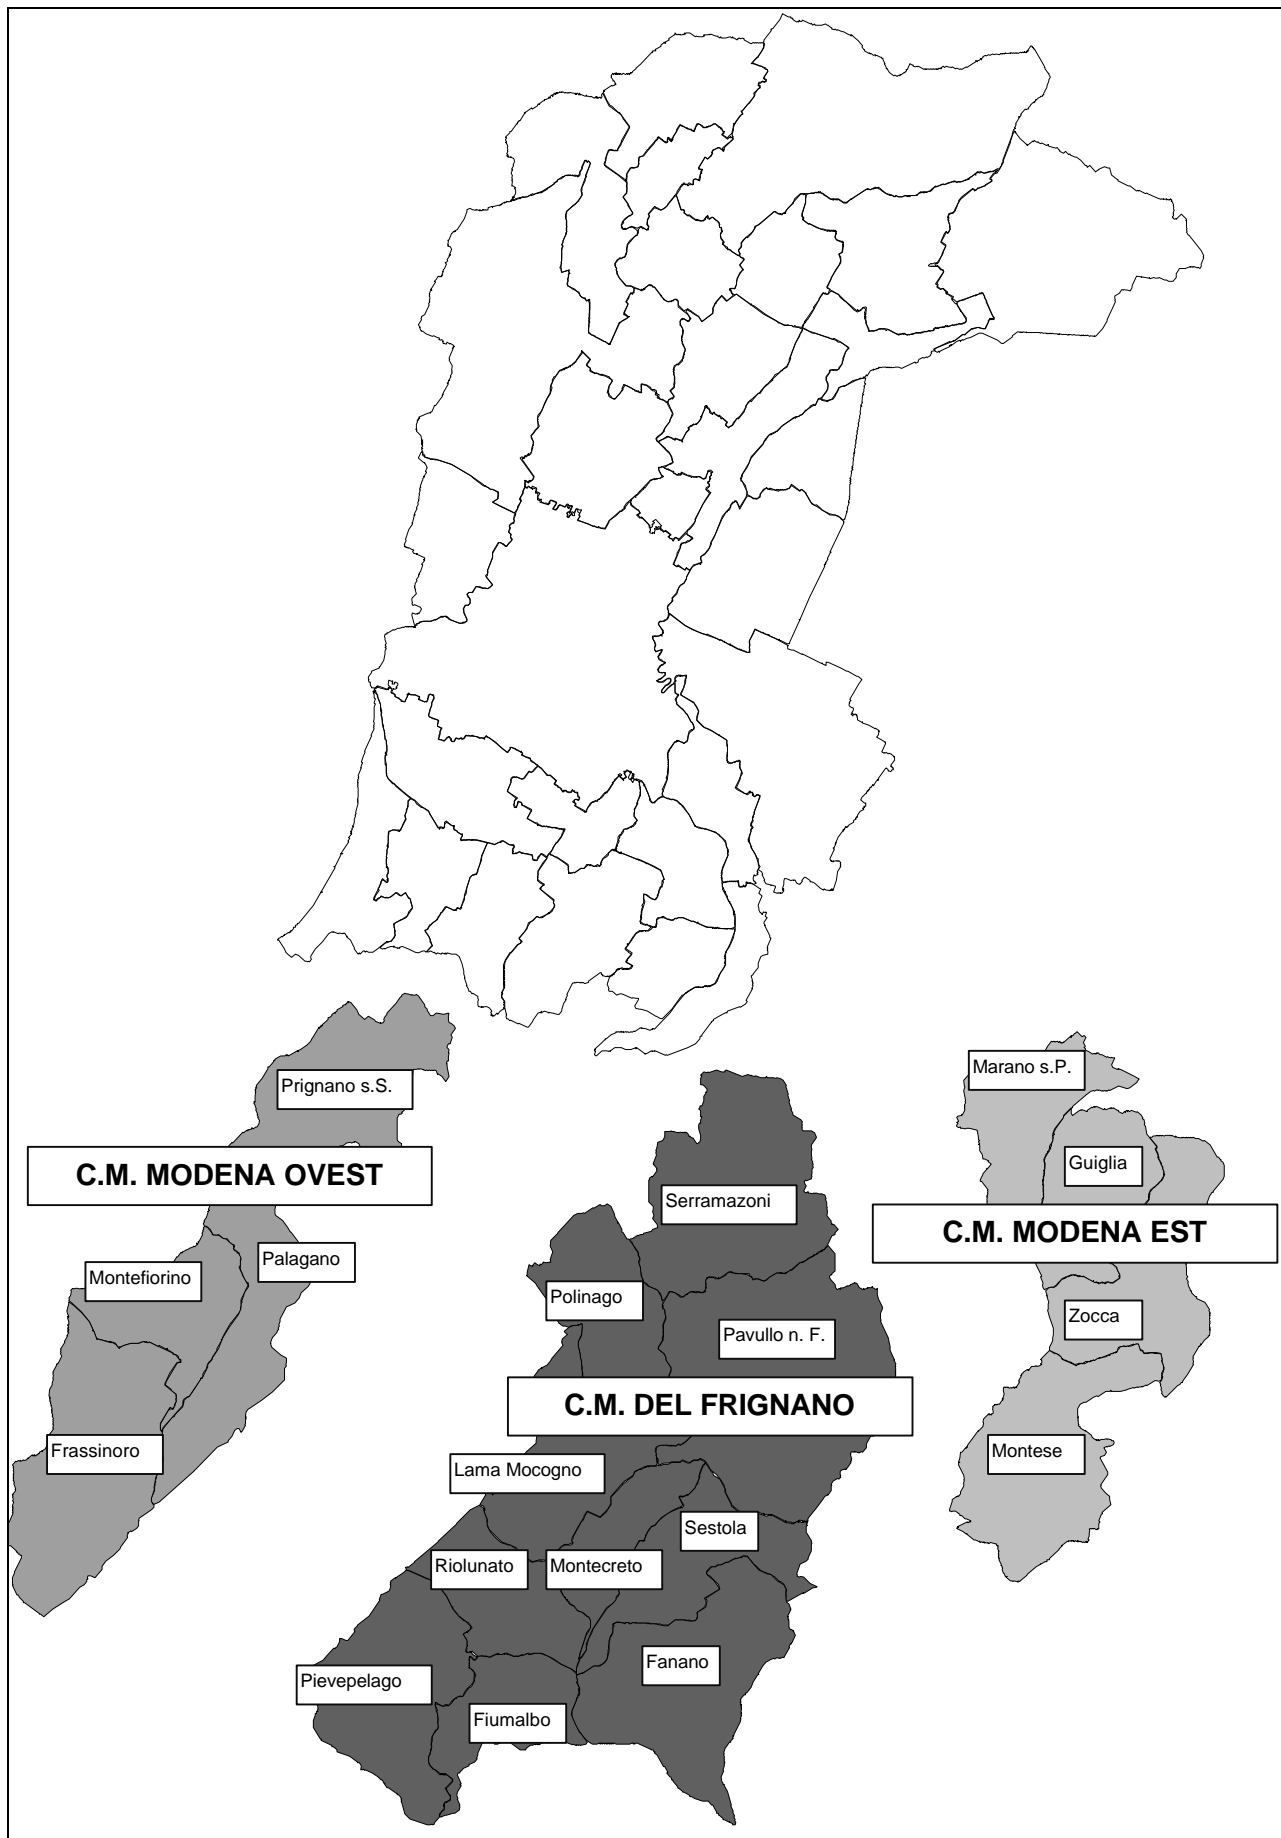 Prignano s.S.
C.M. MODENA OVEST
Montefiorino
Palagano
Frassinoro
Serramazoni
Polinago
Pavullo n. F.
C.M. DEL FRIGNANO
Lama Mocogno
Sestola
Riolunato
Montecreto
Fanano
Pievepelago
Fiumalbo
Marano s.P.
Guiglia
C.M. MODENA EST
Zocca
Montese